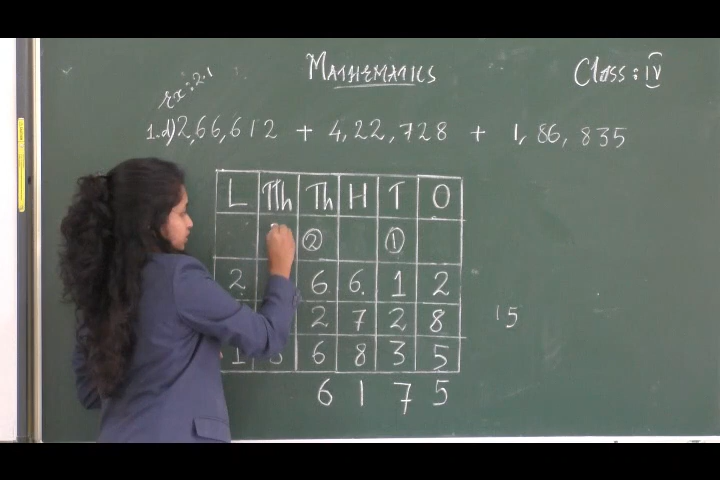 MATHEMATICS
Class: IV
Ex: 2.1
1.d) 2,66,612 + 4,22,728 + 1,86,835
L TTh Th H T O
2 1
2 6 6 1 2
2 7 2 8
1 8 6 8 3 5
15
6 1 7 5